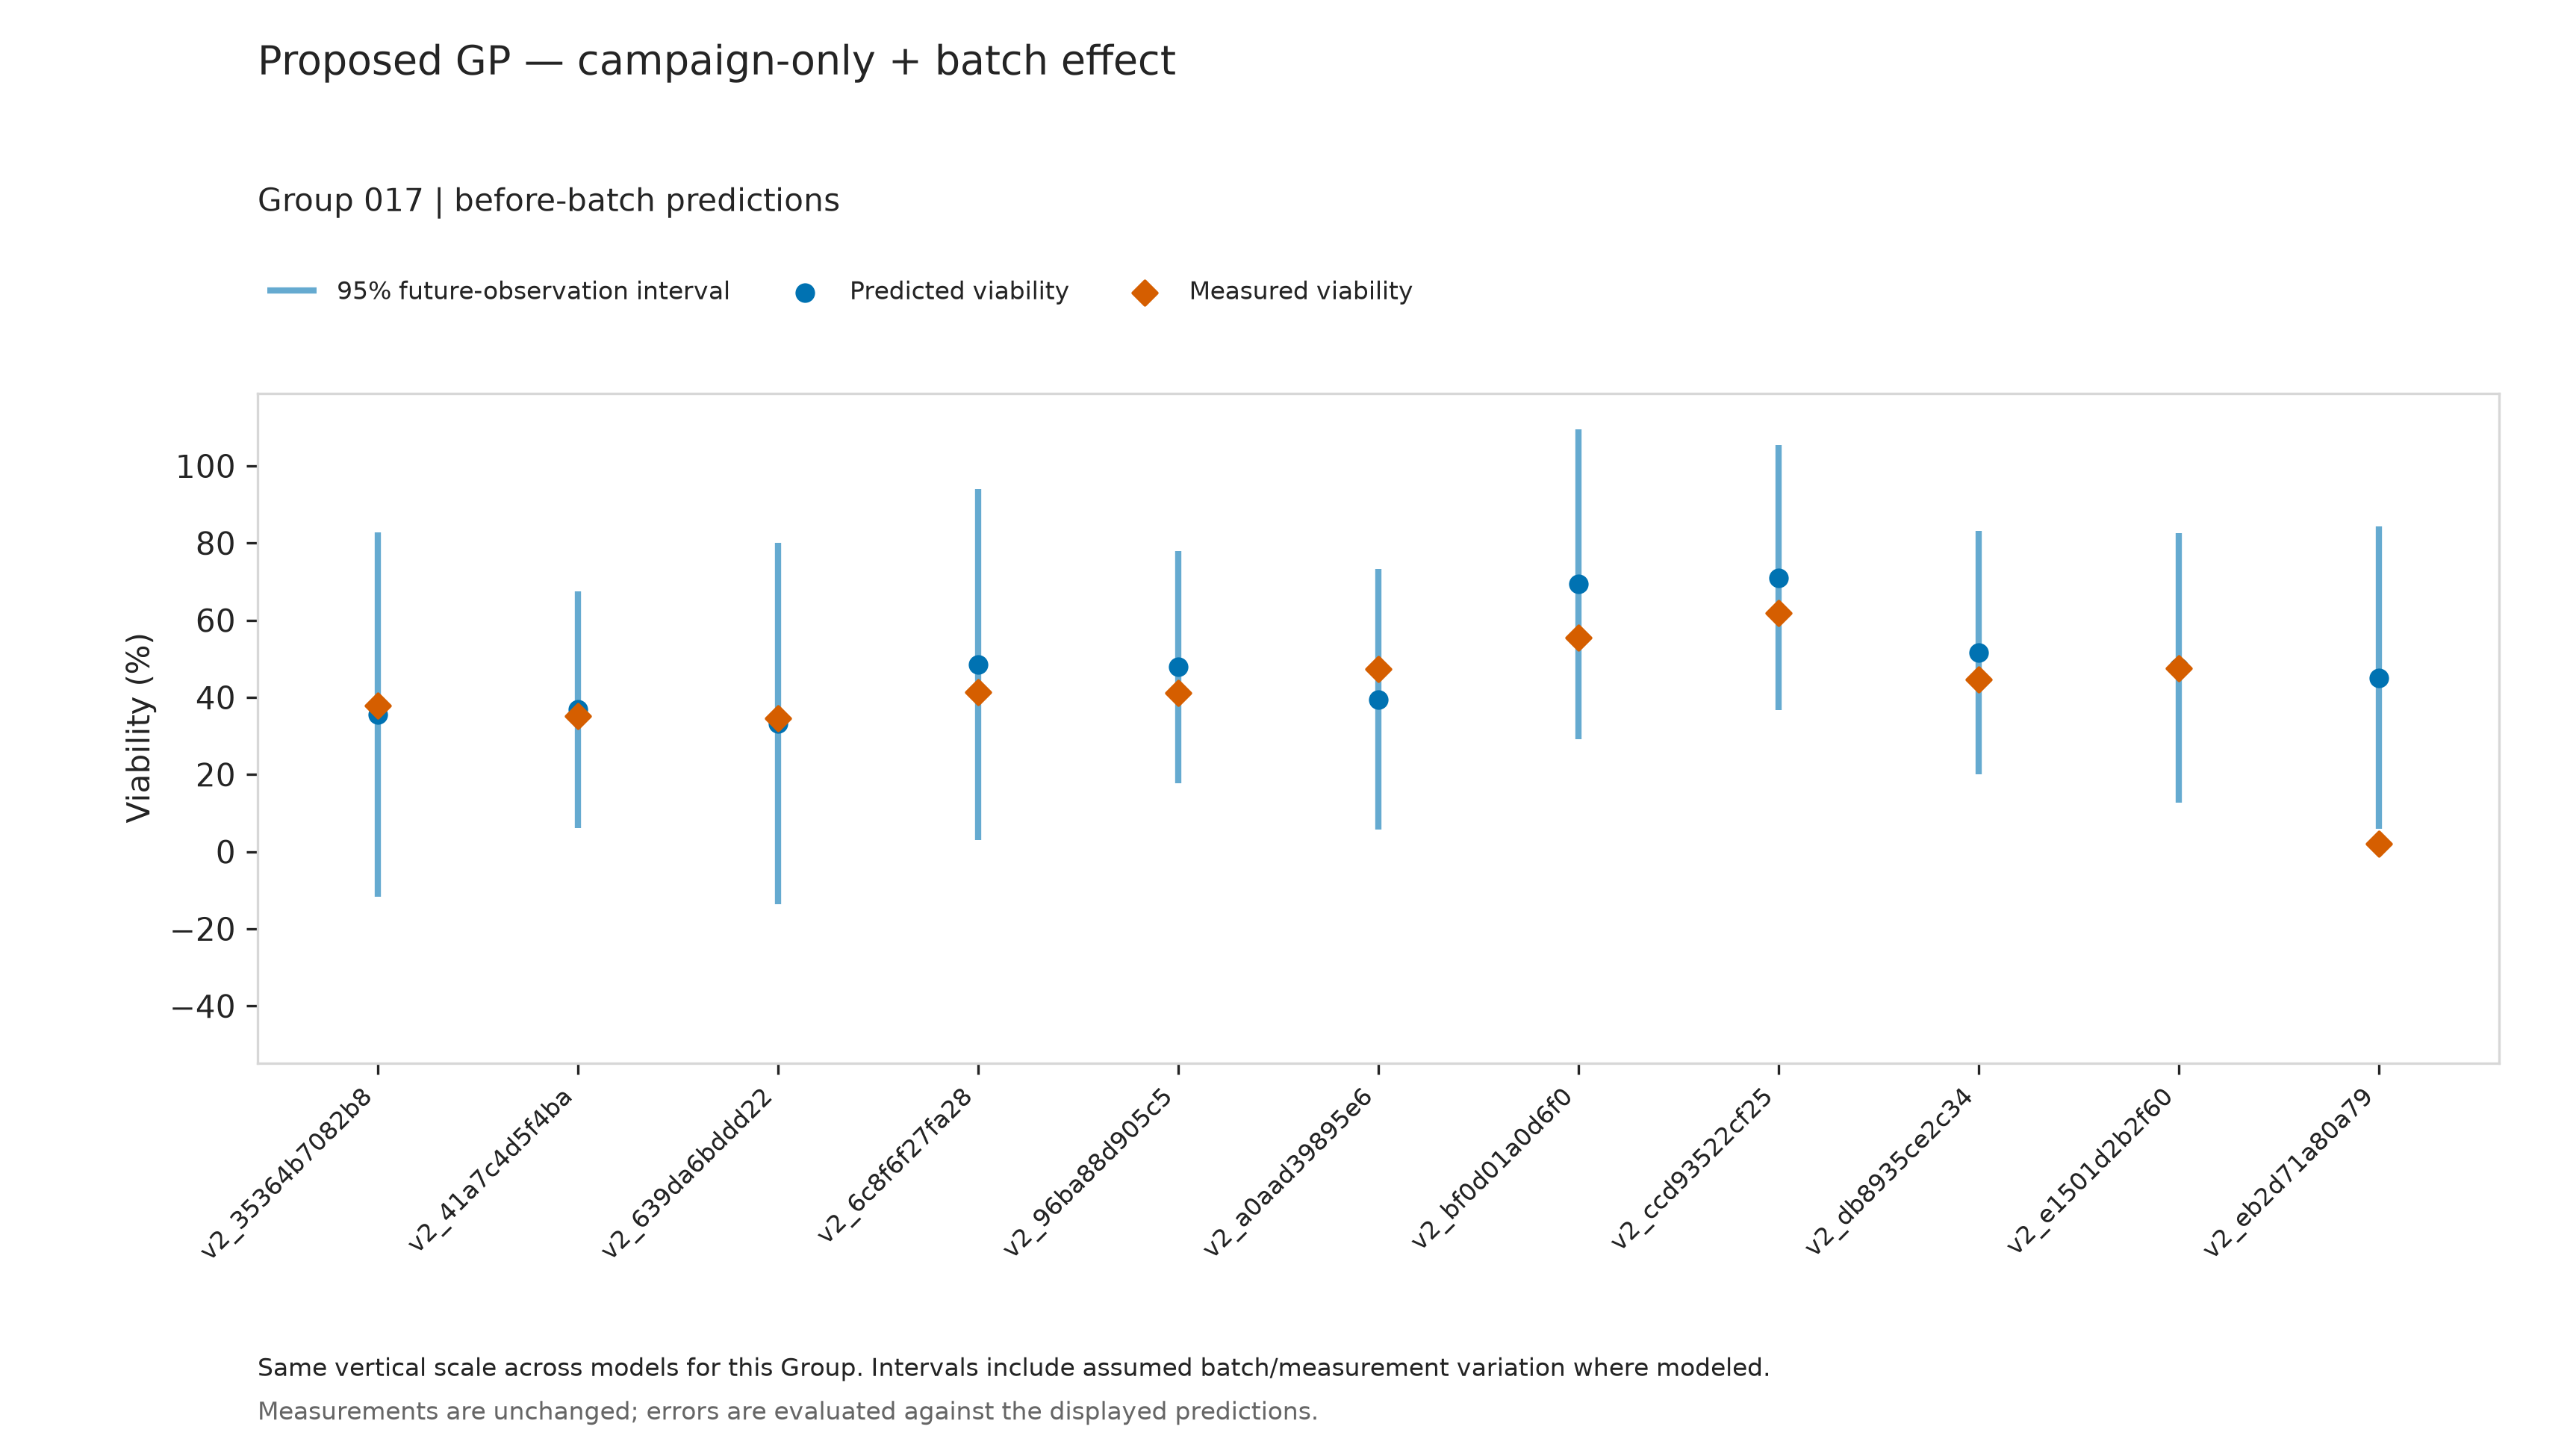 Proposed GP — campaign-only + batch effect
Group 017 | before-batch predictions
95% future-observation interval
Predicted viability
Measured viability
Viability (%)
100
80
60
40
20
0
−20
−40
v2_35364b7082b8
v2_41a7c4d5f4ba
v2_639da6bddd22
v2_6c8f6f27fa28
v2_96ba88d905c5
v2_a0aad39895e6
v2_bf0d01a0d6f0
v2_ccd93522cf25
v2_db8935ce2c34
v2_e1501d2b2f60
v2_eb2d71a80a79
Same vertical scale across models for this Group. Intervals include assumed batch/measurement variation where modeled.
Measurements are unchanged; errors are evaluated against the displayed predictions.